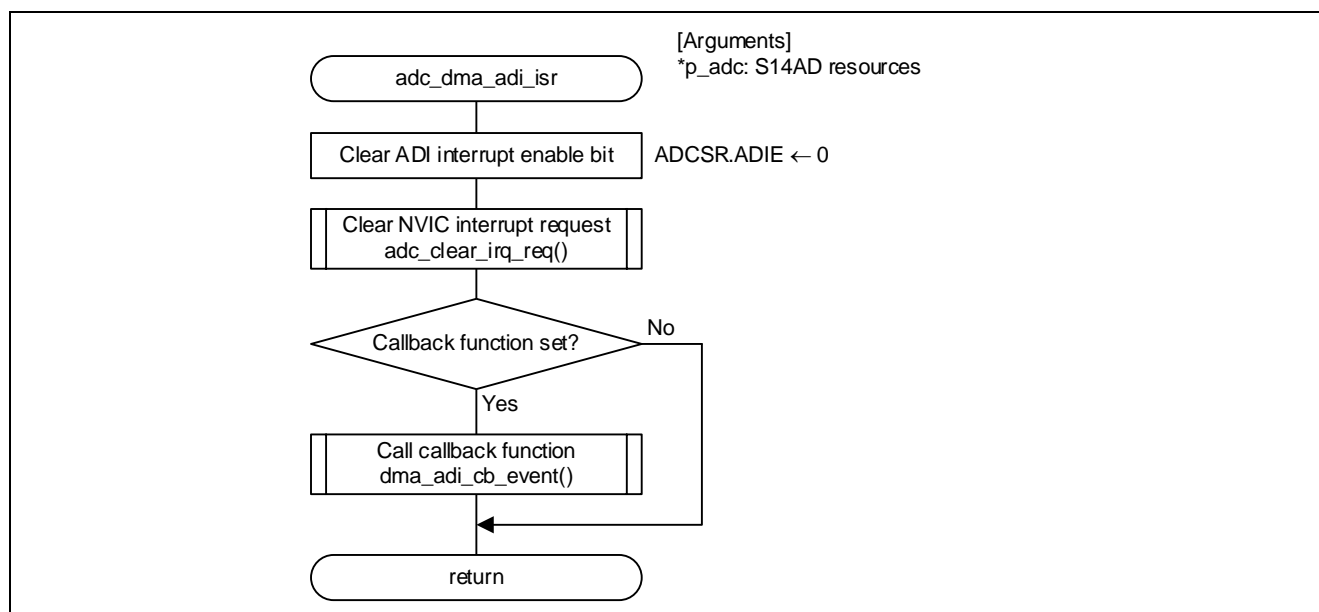 [Arguments]
*p_adc: S14AD resources
adc_dma_adi_isr
Clear ADI interrupt enable bit
ADCSR.ADIE ← 0
Clear NVIC interrupt request
adc_clear_irq_req()
Callback function set?
No
Yes
Call callback function
dma_adi_cb_event()
return